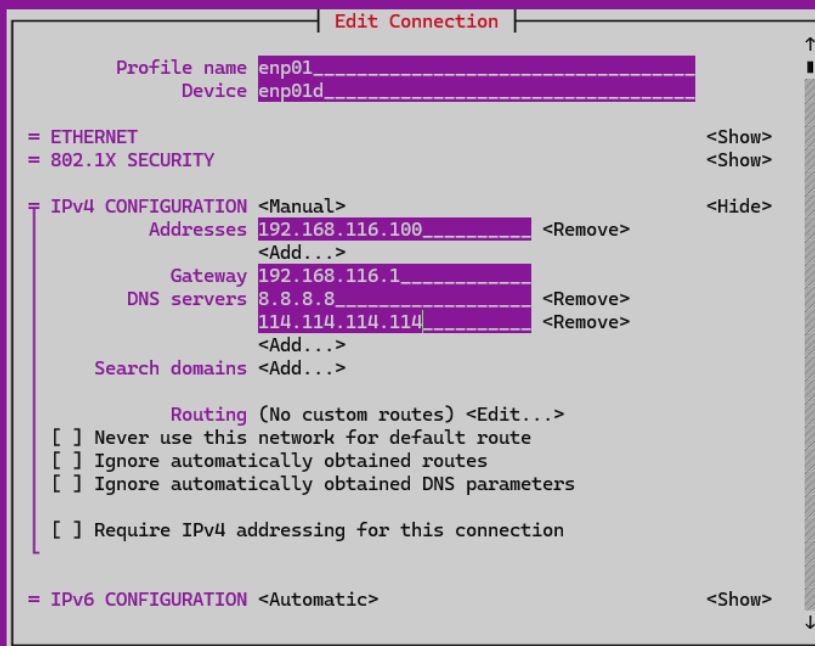 Edit Connection
Profile name enp01
Device enp01d
= ETHERNET <Show>
= 802.1X SECURITY <Show>
IPv4 CONFIGURATION <Manual> <Hide>
Addresses 192.168.116.100 <Remove>
<Add...>
Gateway 192.168.116.1
DNS servers 8.8.8.8 <Remove>
114.114.114.114 <Remove>
<Add...>
Search domains <Add...>
Routing (No custom routes) <Edit...>
[ ] Never use this network for default route
[ ] Ignore automatically obtained routes
[ ] Ignore automatically obtained DNS parameters
[ ] Require IPv4 addressing for this connection
= IPv6 CONFIGURATION <Automatic> <Show>